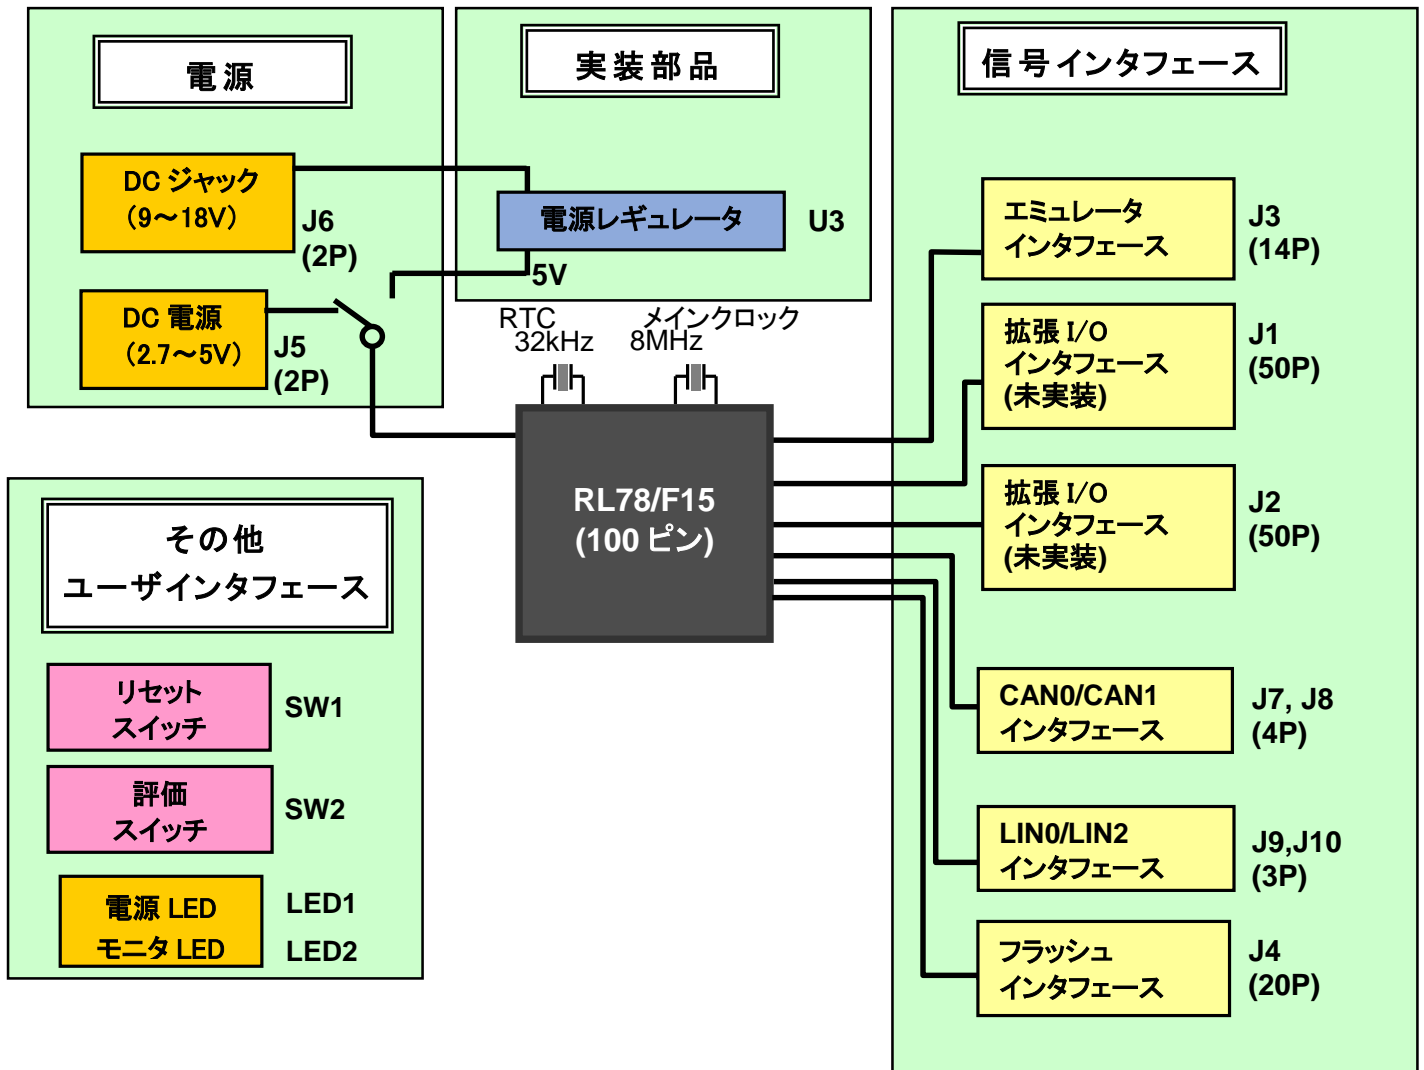 電源
DC ジャック
(9～18V)
J6
(2P)
DC 電源
(2.7～5V)
J5
(2P)
実装部品
電源レギュレータ
U3
5V
RTC
32kHz
メインクロック
8MHz
RL78/F15
(100 ピン)
信号インタフェース
エミュレータ
インタフェース
J3
(14P)
拡張 I/O
インタフェース
(未実装)
J1
(50P)
拡張 I/O
インタフェース
(未実装)
J2
(50P)
CAN0/CAN1
インタフェース
J7, J8
(4P)
LIN0/LIN2
インタフェース
J9,J10
(3P)
フラッシュ
インタフェース
J4
(20P)
その他
ユーザインタフェース
リセット
スイッチ
SW1
評価
スイッチ
SW2
電源 LED
モニタ LED
LED1
LED2